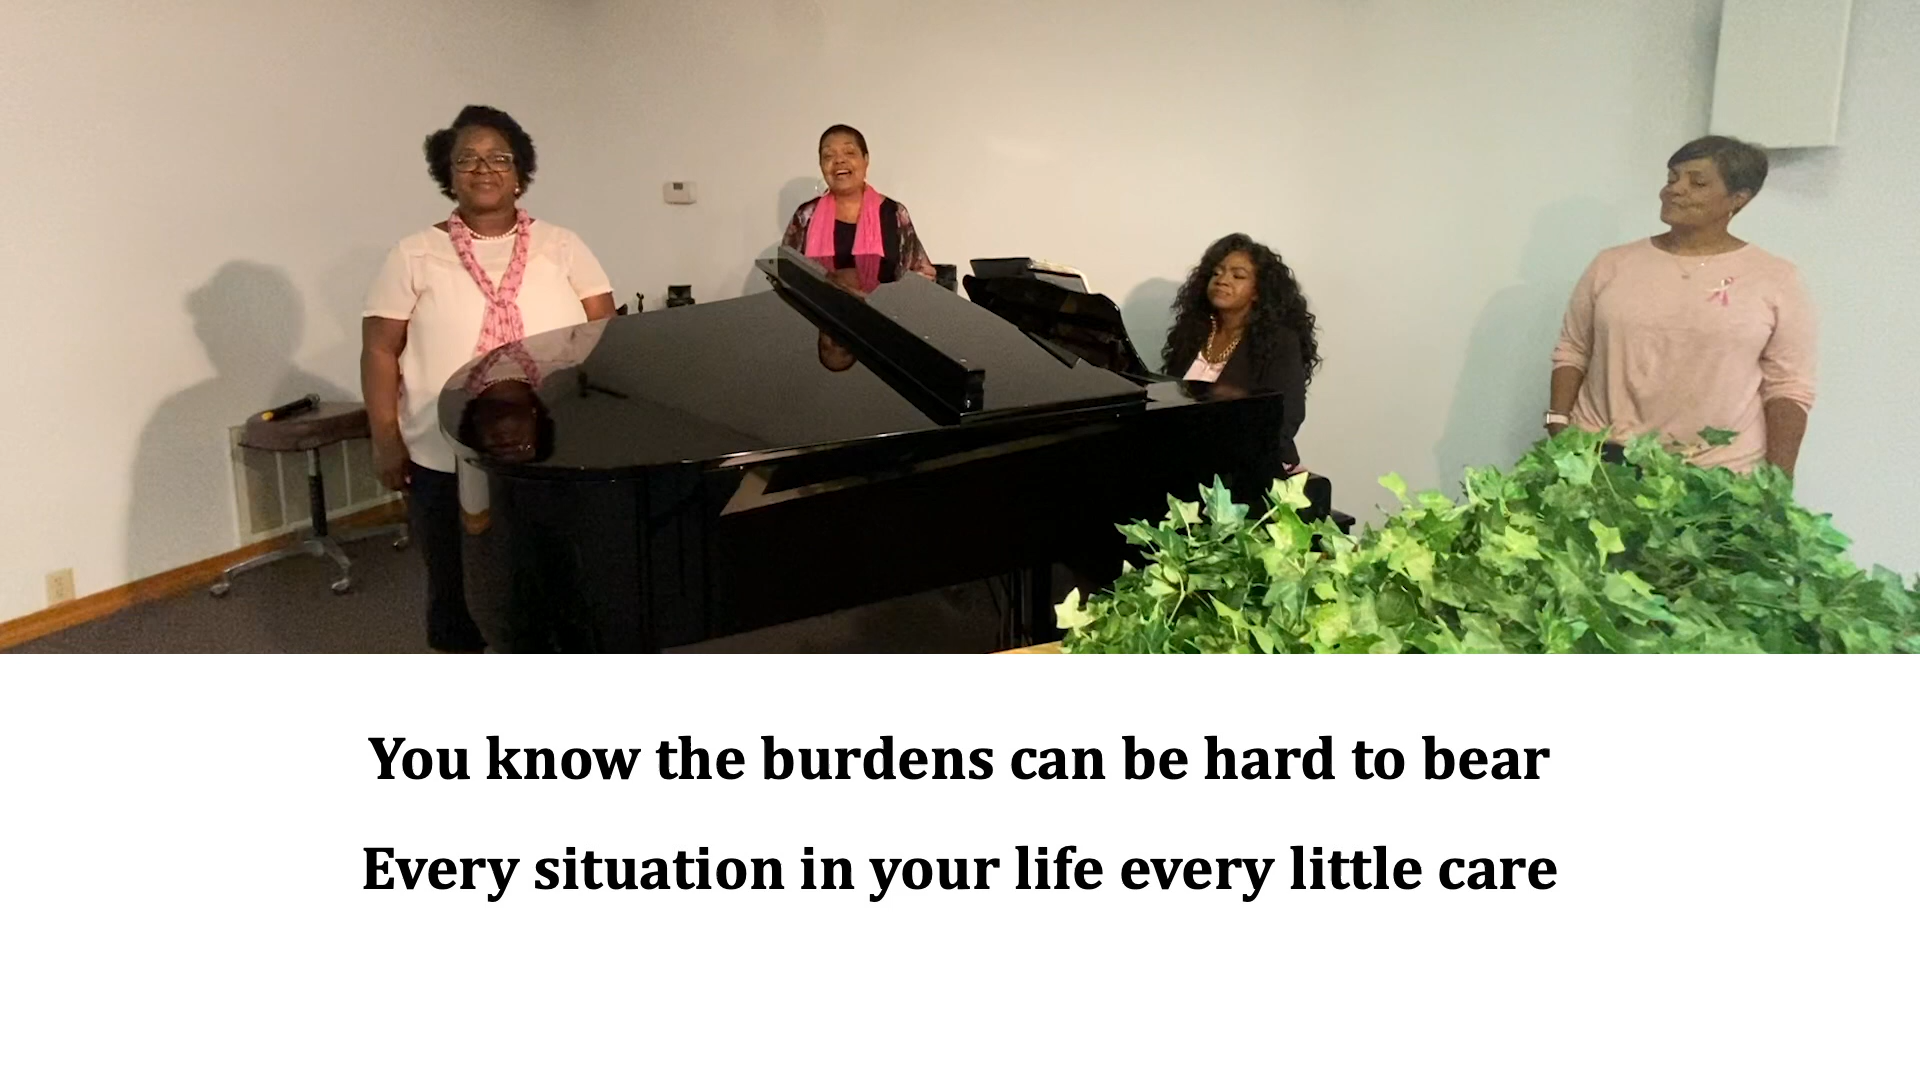 You know the burdens can be hard to bear
Every situation in your life every little care